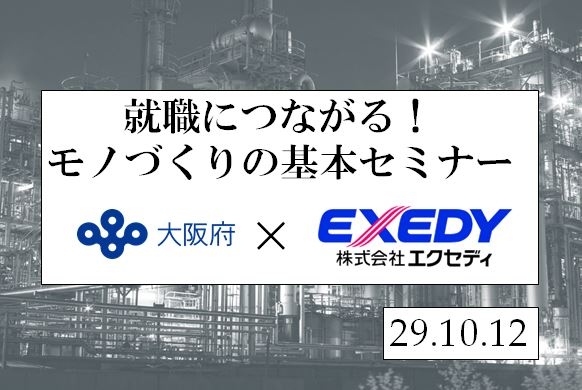 就職につながる！
モノづくりの基本セミナー
大阪府 × EXEDY
株式会社エクセディ
29.10.12